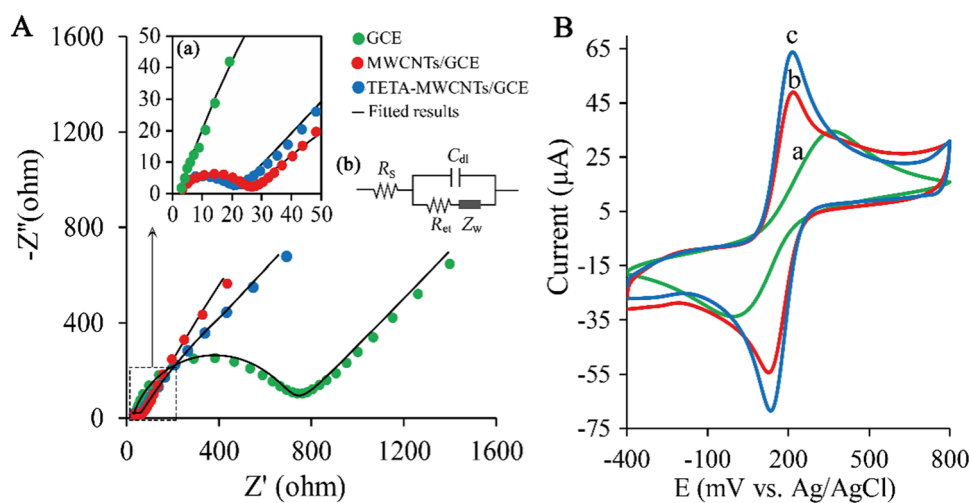 A
B
-Z''(ohm)
Z' (ohm)
1600
1200
800
400
0
0 400 800 1200 1600
(a)
50
40
30
20
10
0
0 10 20 30 40 50
GCE
MWCNTs/GCE
TETA-MWCNTs/GCE
Fitted results
(b)
Cdl
Rs
Ret Zw
Current (µA)
65
45
25
5
-15
-35
-55
-75
c
b
a
-400 -100 200 500 800
E (mV vs. Ag/AgCl)